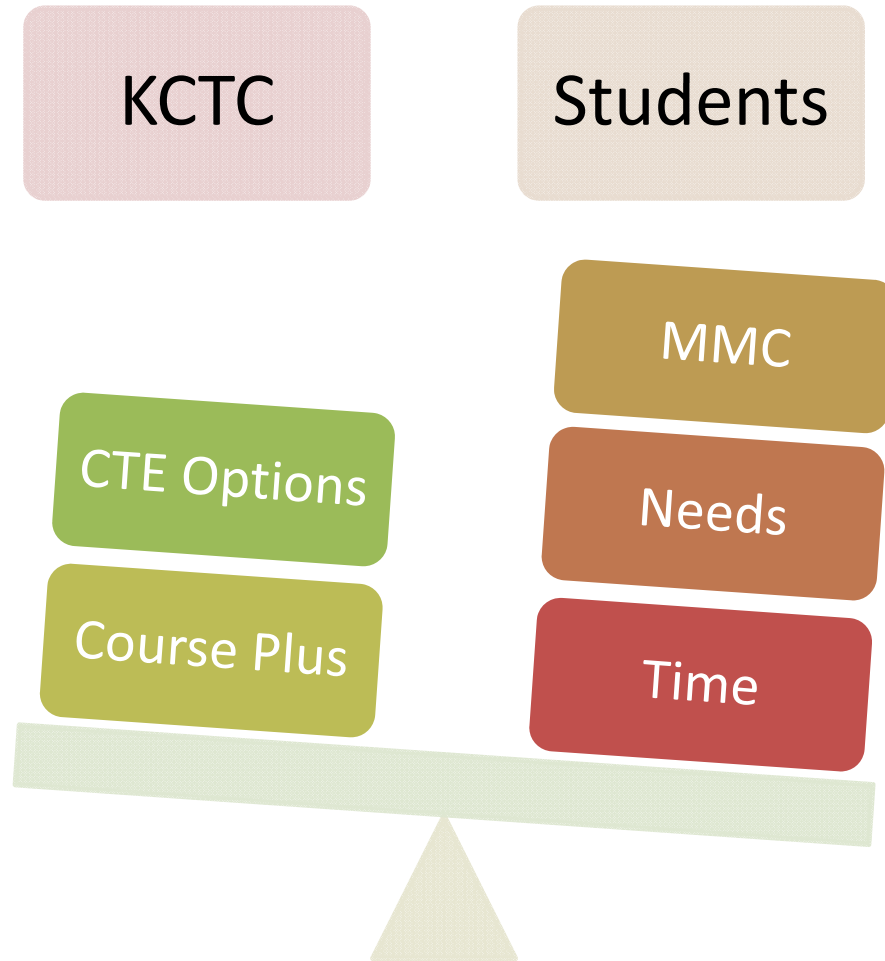 KCTC
Students
MMC
CTE Options
Needs
Course Plus
Time